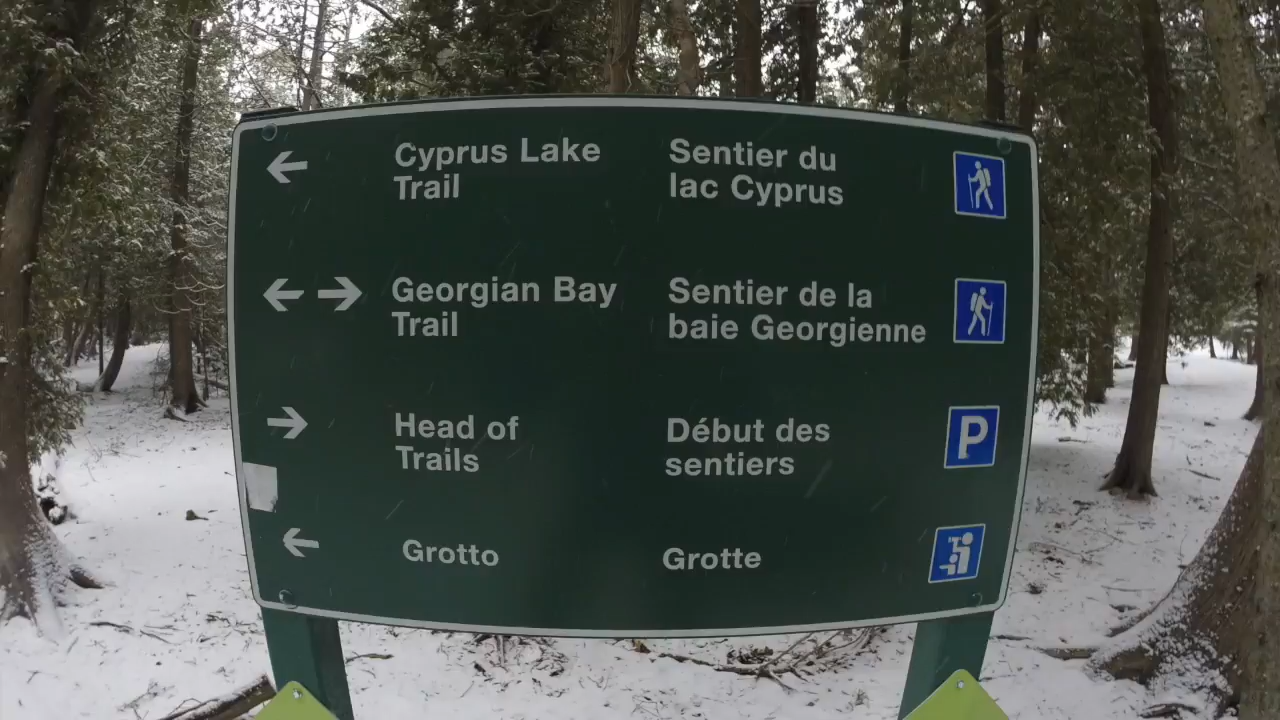 Cyprus Lake
Trail
Sentier du
lac Cyprus
Georgian Bay
Trail
Sentier de la
baie Georgienne
Head of
Trails
Début des
sentiers
P
Grotto
Grotte